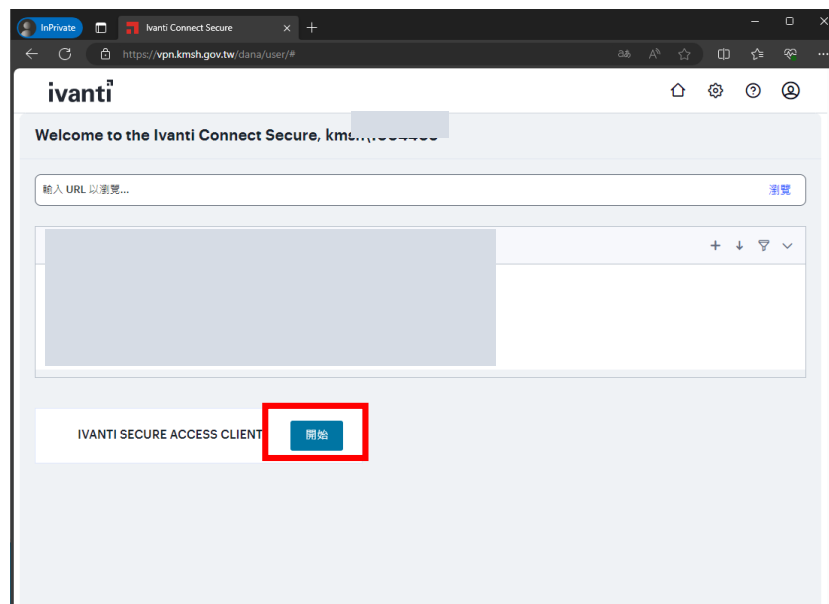 InPrivate
Ivanti Connect Secure
https://vpn.kmsh.gov.tw/dana/user/#
ivanti
Welcome to the Ivanti Connect Secure,
輸入 URL 以瀏覽...
瀏覽
IVANTI SECURE ACCESS CLIENT
開始